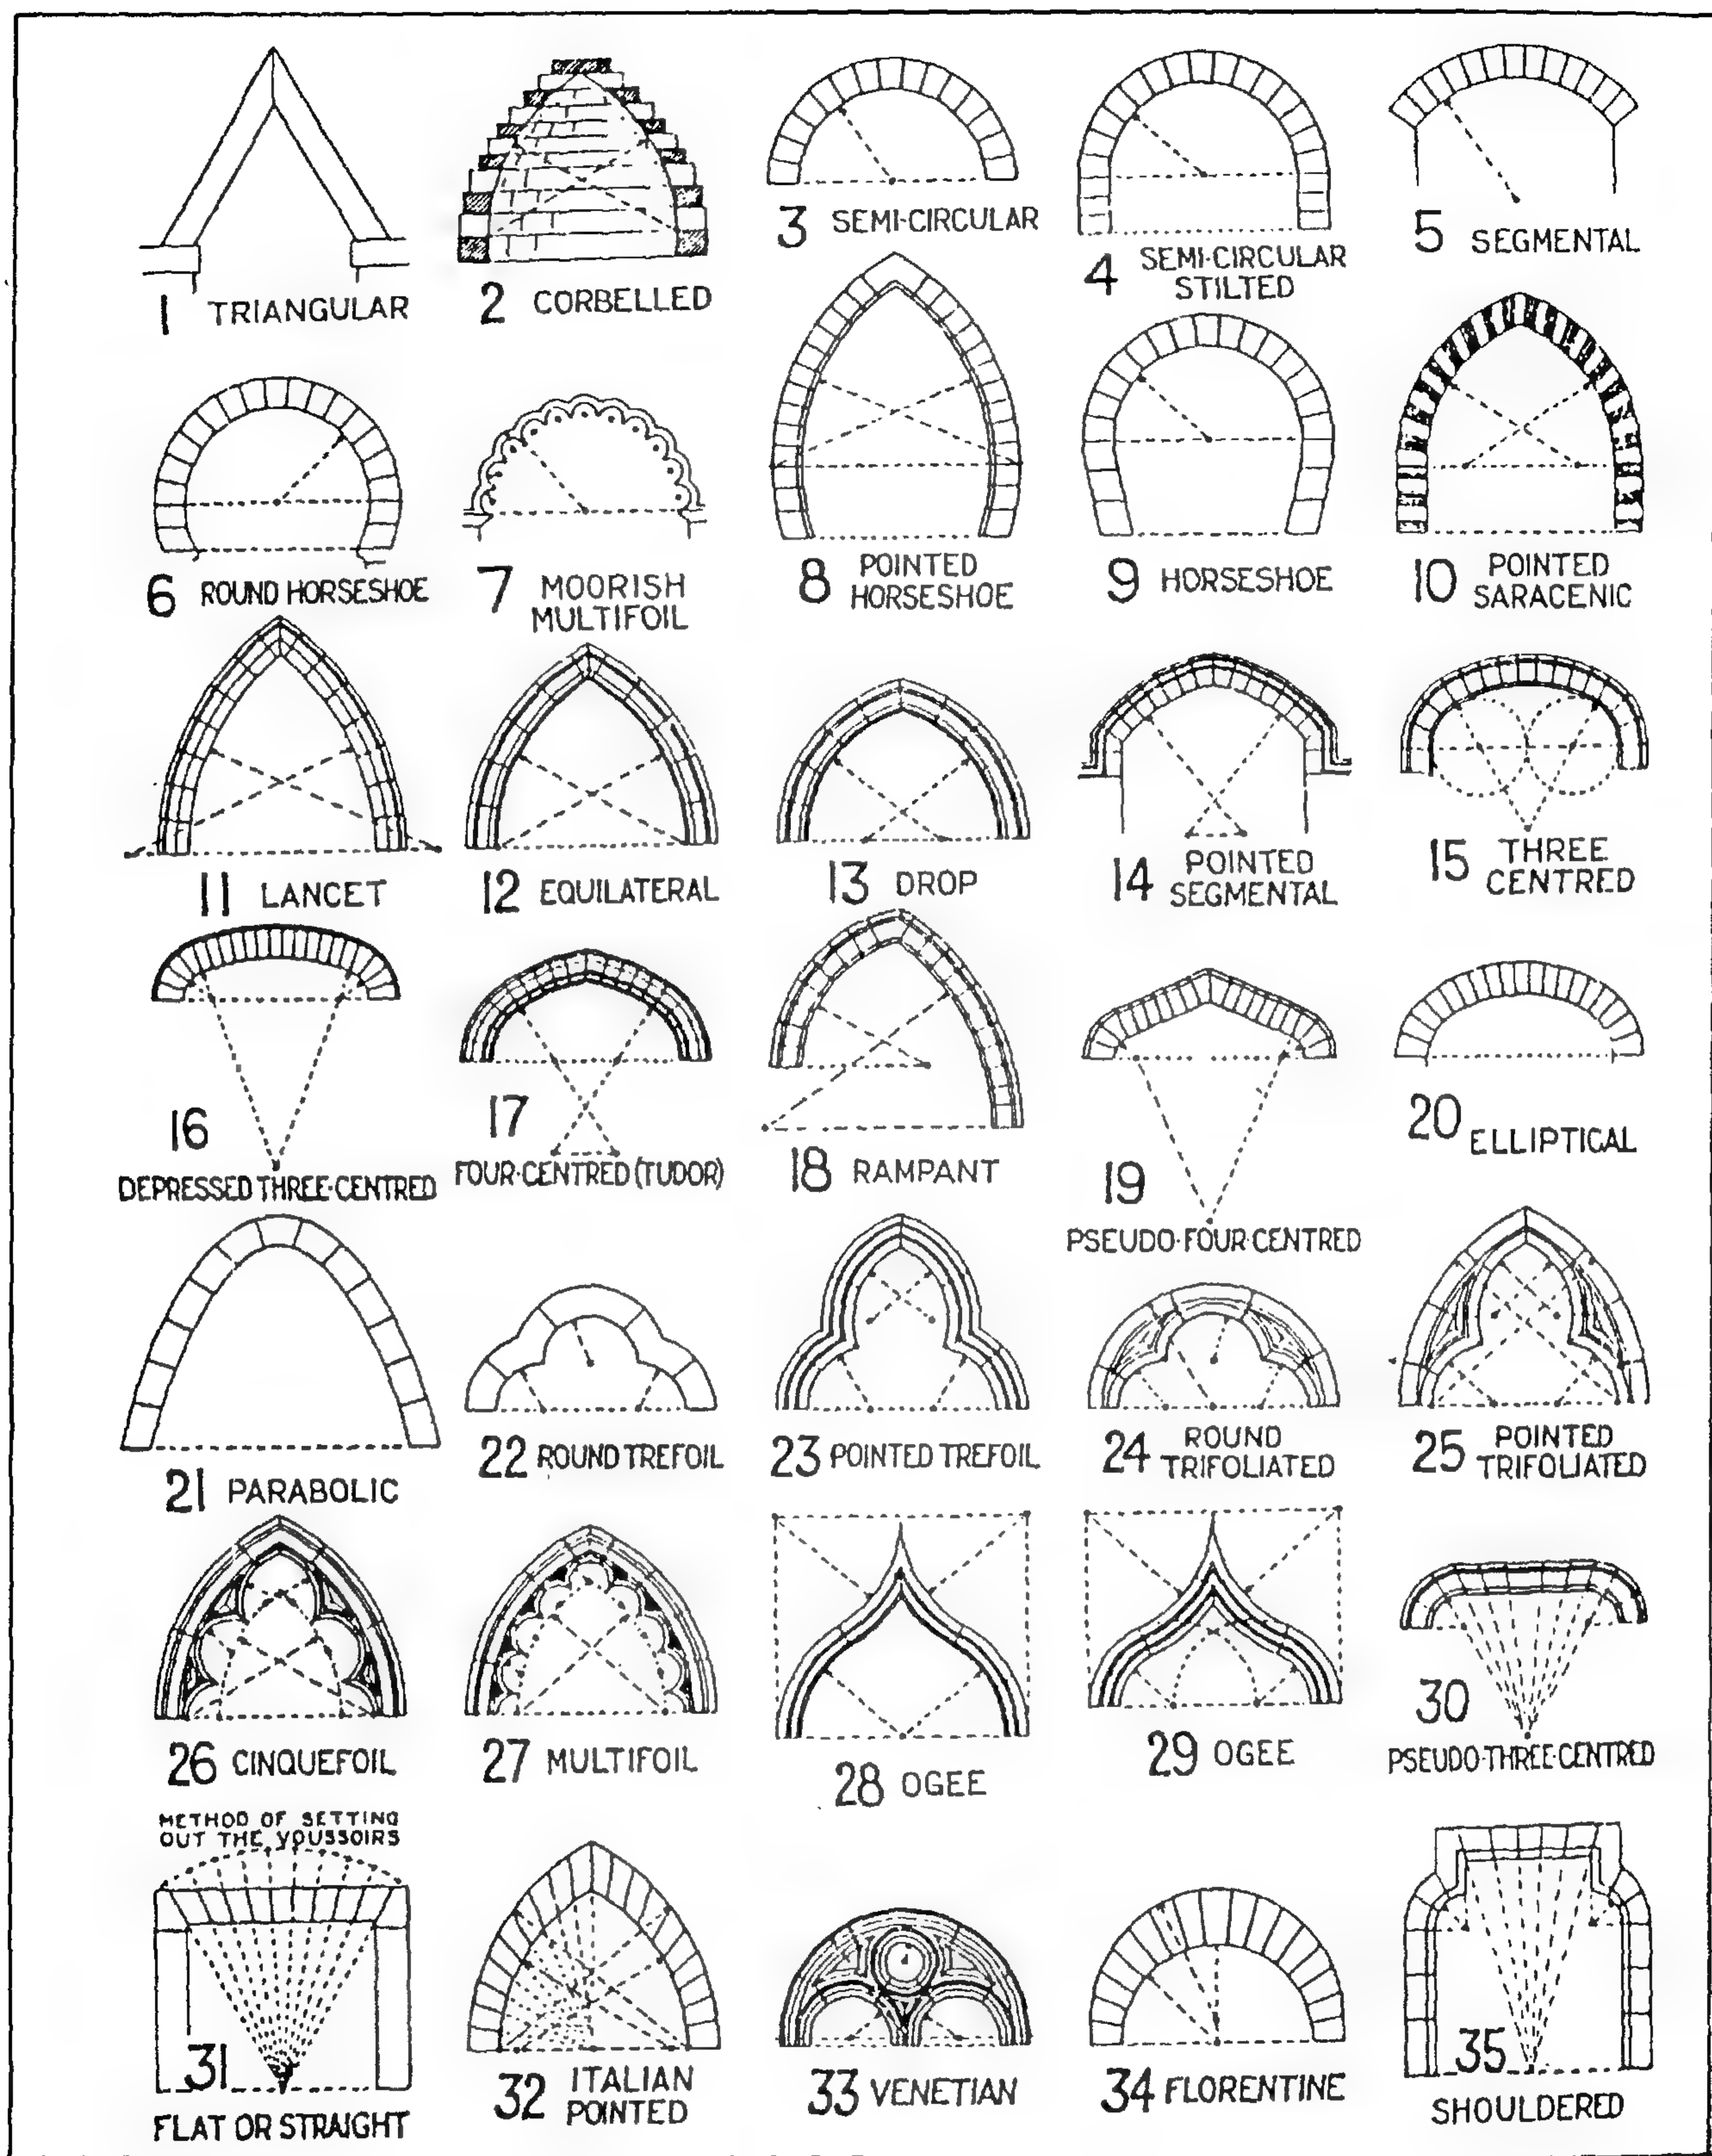 1 TRIANGULAR
2 CORBELLED
3 SEMI-CIRCULAR
4 SEMI-CIRCULAR
STILTED
5 SEGMENTAL
6 ROUND HORSESHOE
7 MOORISH
MULTIFOIL
8 POINTED
HORSESHOE
9 HORSESHOE
10 POINTED
SARACENIC
11 LANCET
12 EQUILATERAL
13 DROP
14 POINTED
SEGMENTAL
15 THREE
CENTRED
16
DEPRESSED THREE-CENTRED
17
FOUR-CENTRED (TUDOR)
18 RAMPANT
19
PSEUDO-FOUR-CENTRED
20 ELLIPTICAL
21 PARABOLIC
22 ROUND TREFOIL
23 POINTED TREFOIL
24 ROUND
TRIFOLIATED
25 POINTED
TRIFOLIATED
26 CINQUEFOIL
27 MULTIFOIL
28 OGEE
29 OGEE
30
PSEUDO-THREE-CENTRED
METHOD OF SETTING
OUT THE VOUSSOIRS
31
FLAT OR STRAIGHT
32 ITALIAN
POINTED
33 VENETIAN
34 FLORENTINE
35
SHOULDERED